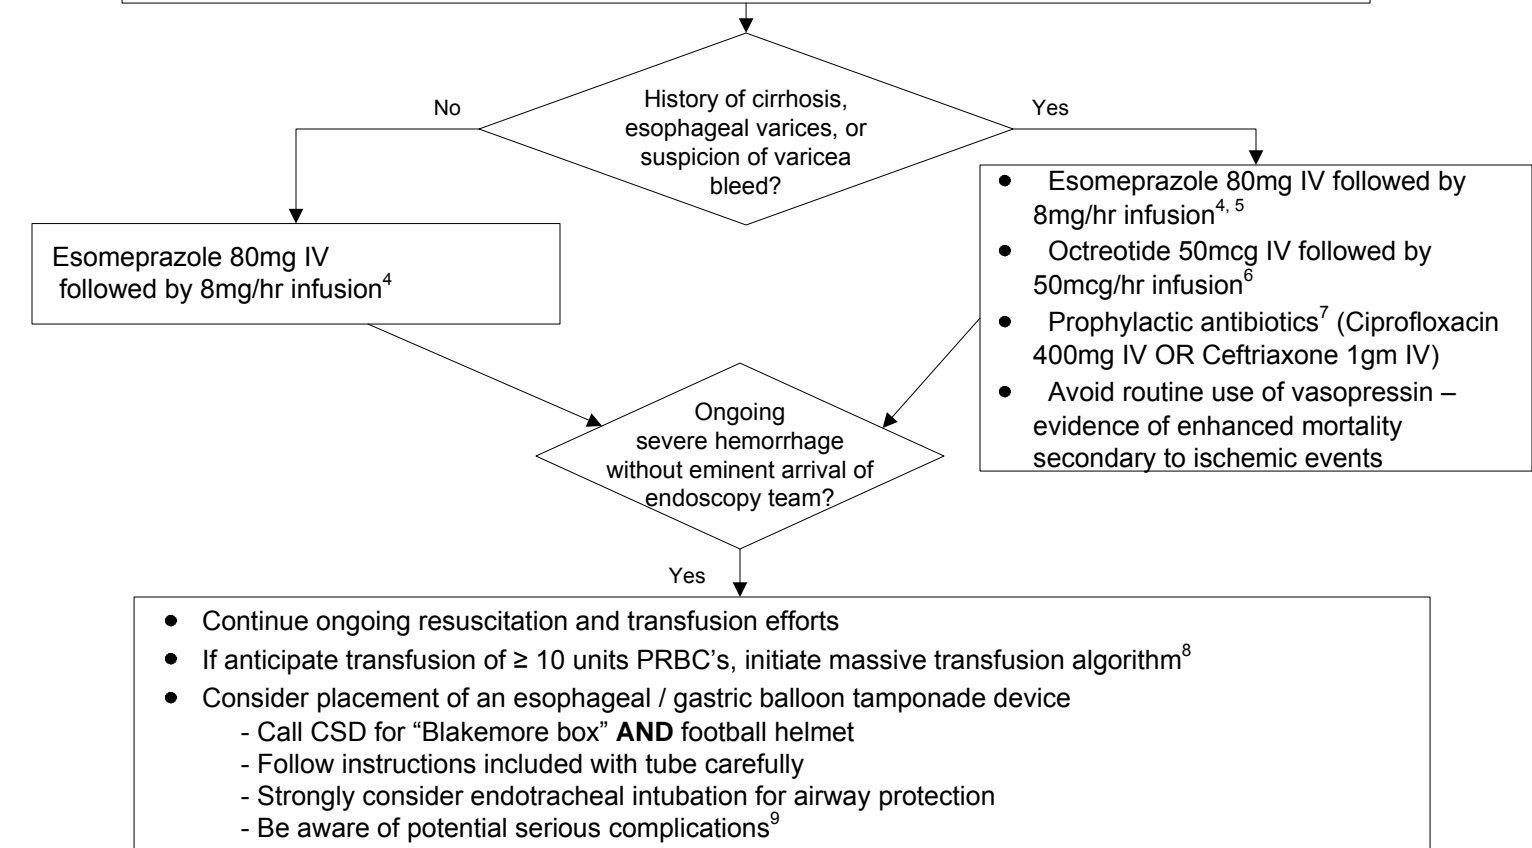 History of cirrhosis,
esophageal varices, or
suspicion of varicea
bleed?
No
Yes
Esomeprazole 80mg IV
followed by 8mg/hr infusion4
● Esomeprazole 80mg IV followed by
8mg/hr infusion4, 5
● Octreotide 50mcg IV followed by
50mcg/hr infusion6
● Prophylactic antibiotics7 (Ciprofloxacin
400mg IV OR Ceftriaxone 1gm IV)
● Avoid routine use of vasopressin –
evidence of enhanced mortality
secondary to ischemic events
Ongoing
severe hemorrhage
without eminent arrival of
endoscopy team?
Yes
● Continue ongoing resuscitation and transfusion efforts
● If anticipate transfusion of ≥ 10 units PRBC's, initiate massive transfusion algorithm8
● Consider placement of an esophageal / gastric balloon tamponade device
- Call CSD for “Blakemore box” AND football helmet
- Follow instructions included with tube carefully
- Strongly consider endotracheal intubation for airway protection
- Be aware of potential serious complications9